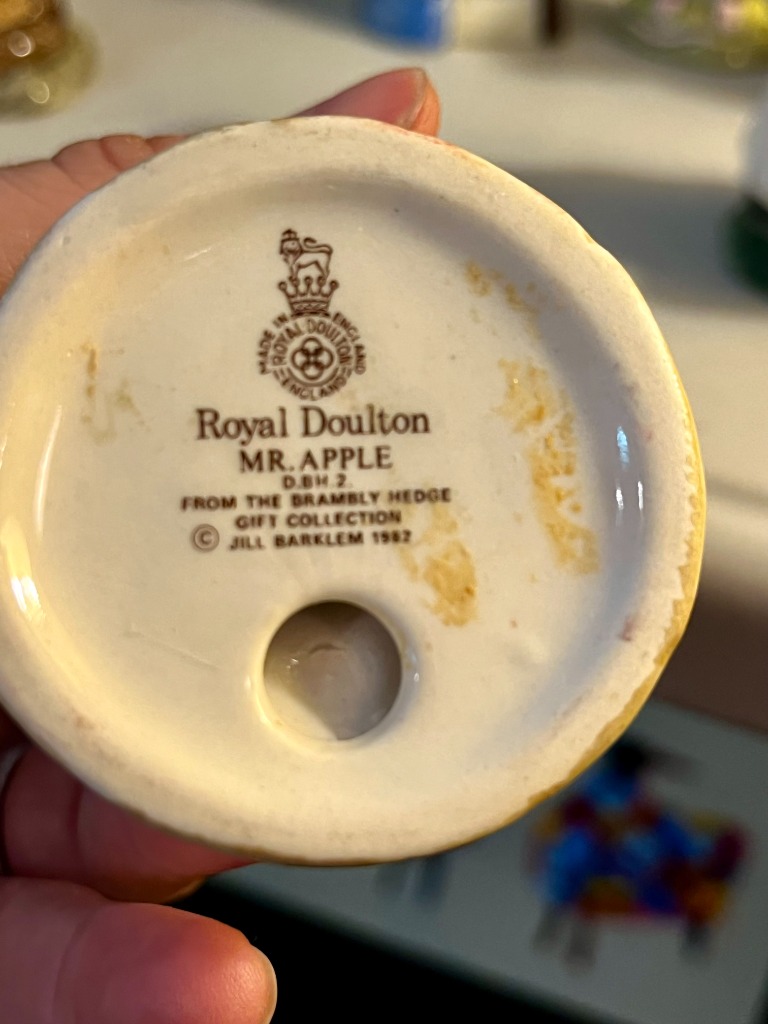 MADE IN ENGLAND
ROYAL DOULTON
ENGLAND
Royal Doulton
MR. APPLE
D.BH.2.
FROM THE BRAMBLY HEDGE
GIFT COLLECTION
© JILL BARKLEM 1982